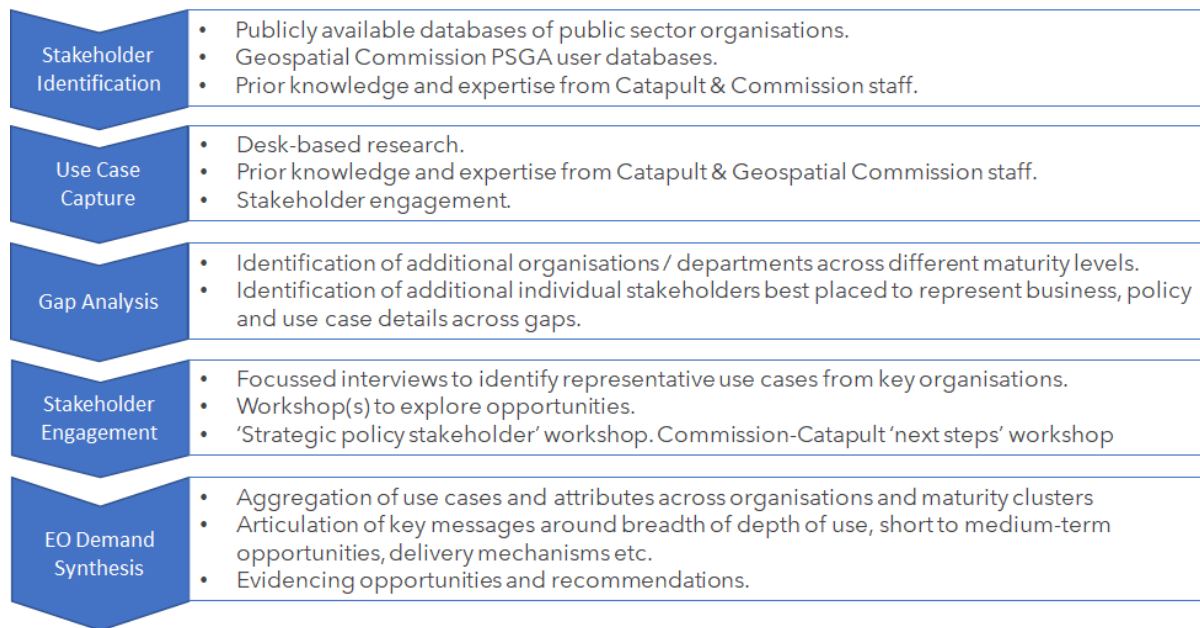 Stakeholder
Identification
• Publicly available databases of public sector organisations.
• Geospatial Commission PSGA user databases.
• Prior knowledge and expertise from Catapult & Commission staff.
Use Case
Capture
• Desk-based research.
• Prior knowledge and expertise from Catapult & Geospatial Commission staff.
• Stakeholder engagement.
Gap Analysis
• Identification of additional organisations / departments across different maturity levels.
• Identification of additional individual stakeholders best placed to represent business, policy
and use case details across gaps.
Stakeholder
Engagement
• Focussed interviews to identify representative use cases from key organisations.
• Workshop(s) to explore opportunities.
• ‘Strategic policy stakeholder’ workshop. Commission-Catapult ‘next steps’ workshop
EO Demand
Synthesis
• Aggregation of use cases and attributes across organisations and maturity clusters
• Articulation of key messages around breadth of depth of use, short to medium-term
opportunities, delivery mechanisms etc.
• Evidencing opportunities and recommendations.